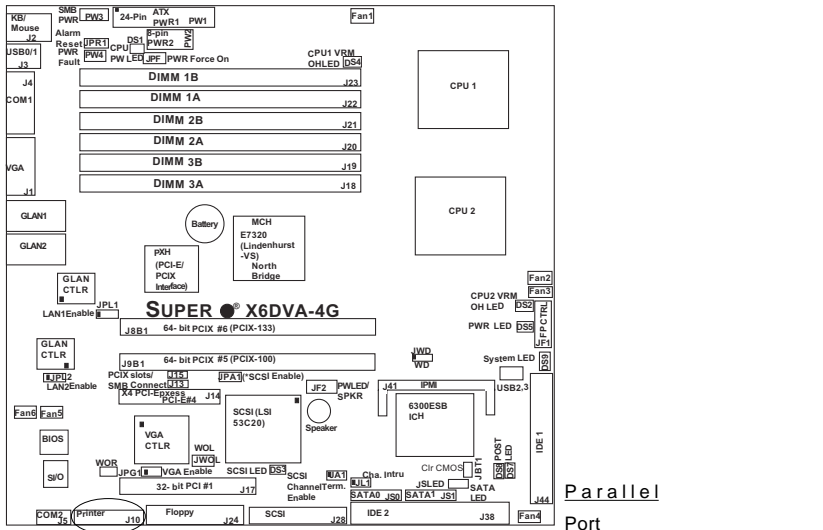 KB/
Mouse
J2
SMB
PWR
PW3
24-Pin
ATX
PWR1
PW1
Fan1
Alarm
Reset
JPR1
DS1
8-pin
PWR2
PW2
USB0/1
J3
PWR
Fault
PW4
CPU
PW LED
JPF
PWR Force On
CPU1 VRM
OHLED
DS4
DIMM 1B
J23
J4
COM1
DIMM 1A
J22
CPU 1
DIMM 2B
J21
DIMM 2A
J20
VGA
J1
DIMM 3B
J19
DIMM 3A
J18
GLAN1
GLAN2
Battery
MCH
E7320
(Lindenhurst
-VS)
North
Bridge
CPU 2
PXH
(PCI-E/
PCIX
Interface)
GLAN
CTLR
JPL1
LAN1Enable
SUPER ®
X6DVA-4G
Fan2
Fan3
CPU2 VRM
OH LED
DS2
FPCTRL
JF1
PWR LED
DS5
J8B1
64- bit PCIX #6 (PCIX-133)
GLAN
CTLR
JPL2
LAN2Enable
J9B1
64- bit PCIX #5 (PCIX-100)
JWD
WD
System LED
DS9
PCIX slots/
SMB Connect
J15
J13
JPA1
(*SCSI Enable)
JF2
PWLED/
SPKR
J41
IPMI
USB2,3
X4 PCI-Epxess
PCI-E#4
J14
Fan6
Fan5
VGA
CTLR
SCSI (LSI
53C20)
Speaker
6300ESB
ICH
IDE 1
BIOS
WOL
JWOL
Clr CMOS
JBT1
POST
LED
DS8
DS7
SI/O
WOR
JPG1
VGA Enable
SCSI LED
DS3
SCSI
ChannelTerm.
Enable
JA1
Cha. Intru
JL1
JSLED
SATA
LED
32- bit PCI #1
J17
SATA0
JS0
SATA1
JS1
J44
COM2
J5
Printer
J10
Floppy
J24
SCSI
J28
IDE 2
J38
Fan4
Parallel
Port